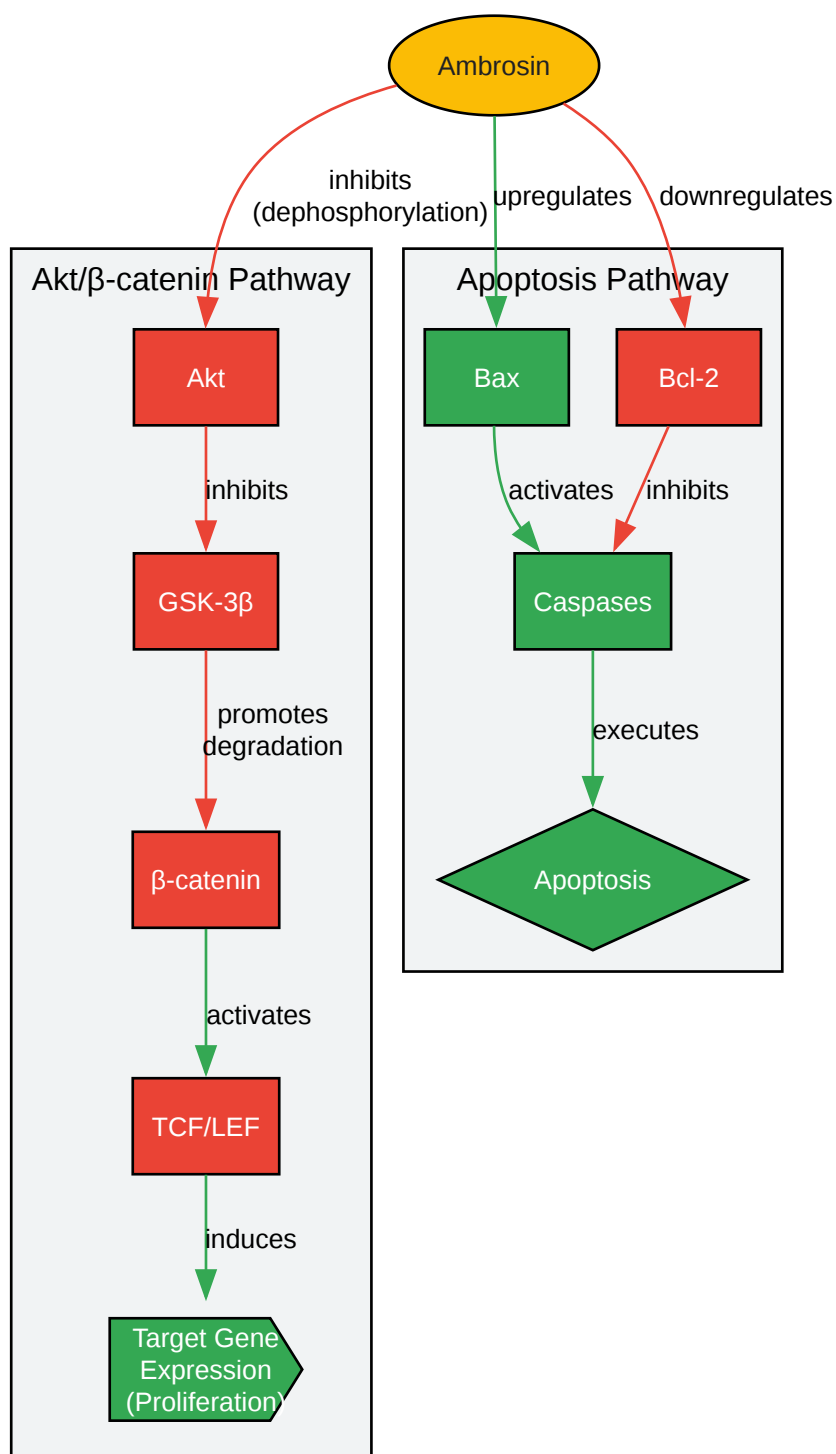 Ambrosin
inhibits
(dephosphorylation)
upregulates
downregulates
Akt/β-catenin Pathway
Apoptosis Pathway
Akt
Bax
Bcl-2
inhibits
activates
inhibits
GSK-3β
Caspases
promotes
degradation
executes
β-catenin
Apoptosis
activates
TCF/LEF
induces
Target Gene
Expression
(Proliferation)